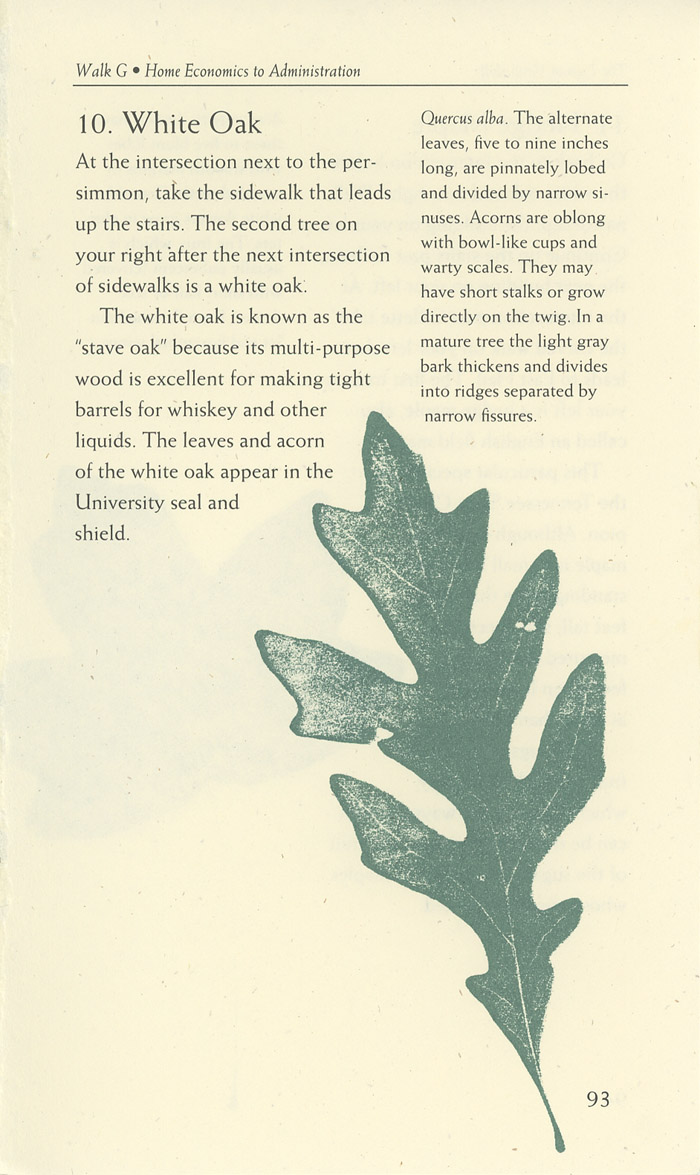 Walk G • Home Economics to Administration
10. White Oak
At the intersection next to the per-
simmon, take the sidewalk that leads
up the stairs. The second tree on
your right after the next intersection
of sidewalks is a white oak.
The white oak is known as the
“stave oak” because its multi-purpose
wood is excellent for making tight
barrels for whiskey and other
liquids. The leaves and acorn
of the white oak appear in the
University seal and
shield.
Quercus alba. The alternate
leaves, five to nine inches
long, are pinnately lobed
and divided by narrow si-
nuses. Acorns are oblong
with bowl-like cups and
warty scales. They may
have short stalks or grow
directly on the twig. In a
mature tree the light gray
bark thickens and divides
into ridges separated by
narrow fissures.
93